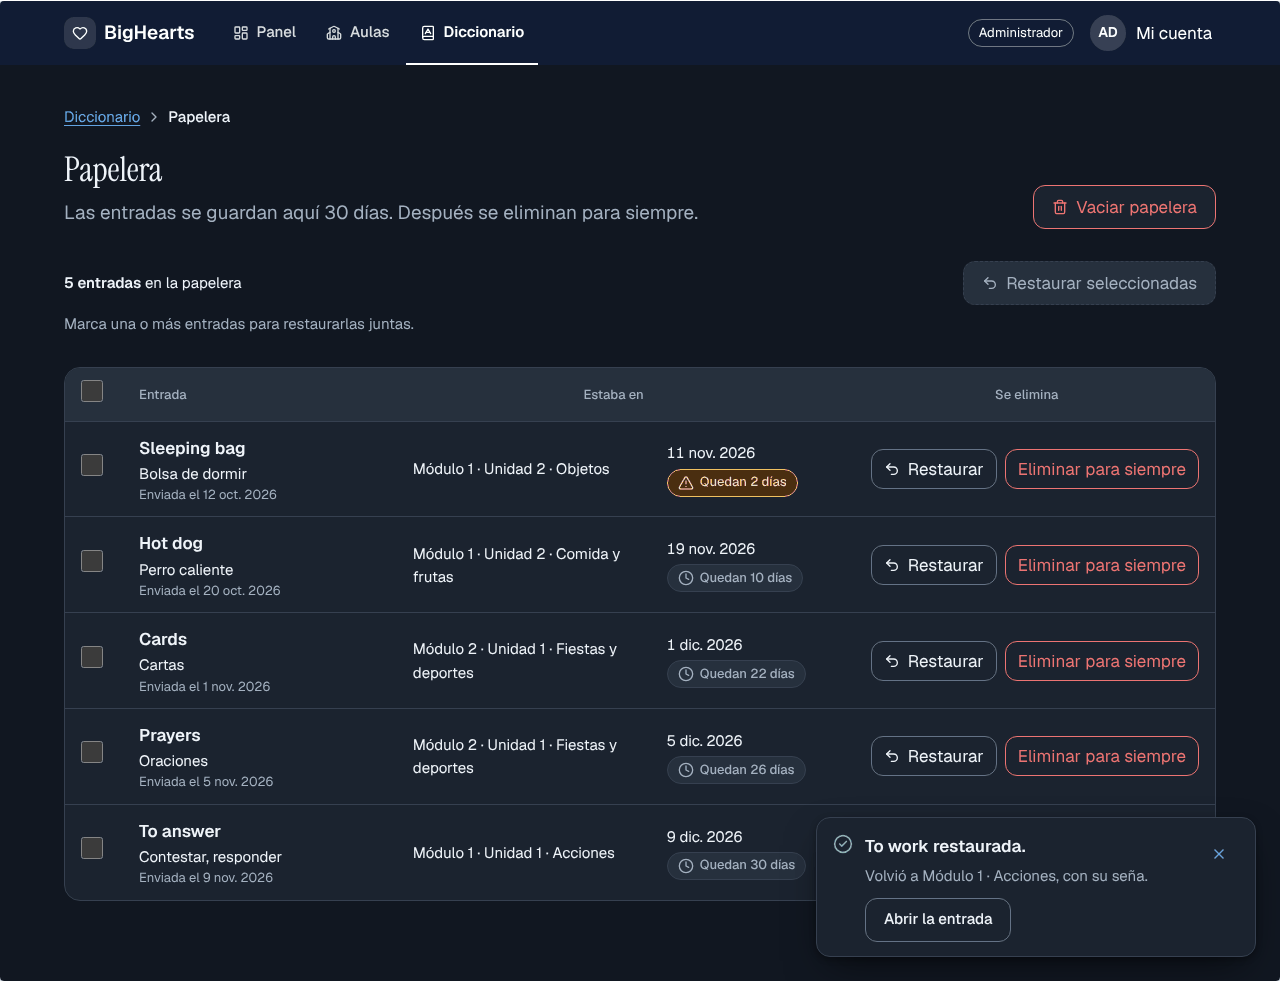 BigHearts
Panel
Aulas
Diccionario
Administrador
AD
Mi cuenta
Diccionario > Papelera
Papelera
Las entradas se guardan aquí 30 días. Después se eliminan para siempre.
Vaciar papelera
5 entradas en la papelera
Restaurar seleccionadas
Marca una o más entradas para restaurarlas juntas.
Entrada
Estaba en
Se elimina
Sleeping bag
Bolsa de dormir
Enviada el 12 oct. 2026
Módulo 1 · Unidad 2 · Objetos
11 nov. 2026
Quedan 2 días
Restaurar
Eliminar para siempre
Hot dog
Perro caliente
Enviada el 20 oct. 2026
Módulo 1 · Unidad 2 · Comida y
frutas
19 nov. 2026
Quedan 10 días
Restaurar
Eliminar para siempre
Cards
Cartas
Enviada el 1 nov. 2026
Módulo 2 · Unidad 1 · Fiestas y
deportes
1 dic. 2026
Quedan 22 días
Restaurar
Eliminar para siempre
Prayers
Oraciones
Enviada el 5 nov. 2026
Módulo 2 · Unidad 1 · Fiestas y
deportes
5 dic. 2026
Quedan 26 días
Restaurar
Eliminar para siempre
To answer
Contestar, responder
Enviada el 9 nov. 2026
Módulo 1 · Unidad 1 · Acciones
9 dic. 2026
Quedan 30 días
To work restaurada.
Volvió a Módulo 1 · Acciones, con su seña.
Abrir la entrada